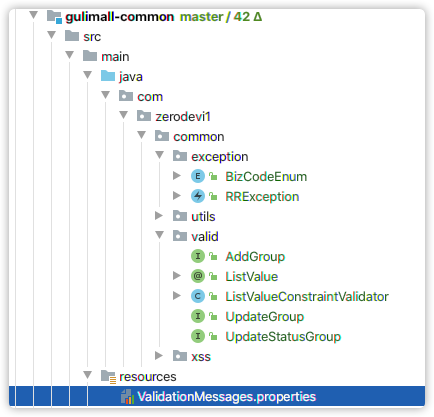 gulimall-common master / 42 Δ
src
main
java
com
zerodevi1
common
exception
E BizCodeEnum
RRException
utils
valid
I AddGroup
@ ListValue
C ListValueConstraintValidator
I UpdateGroup
I UpdateStatusGroup
xss
resources
ValidationMessages.properties